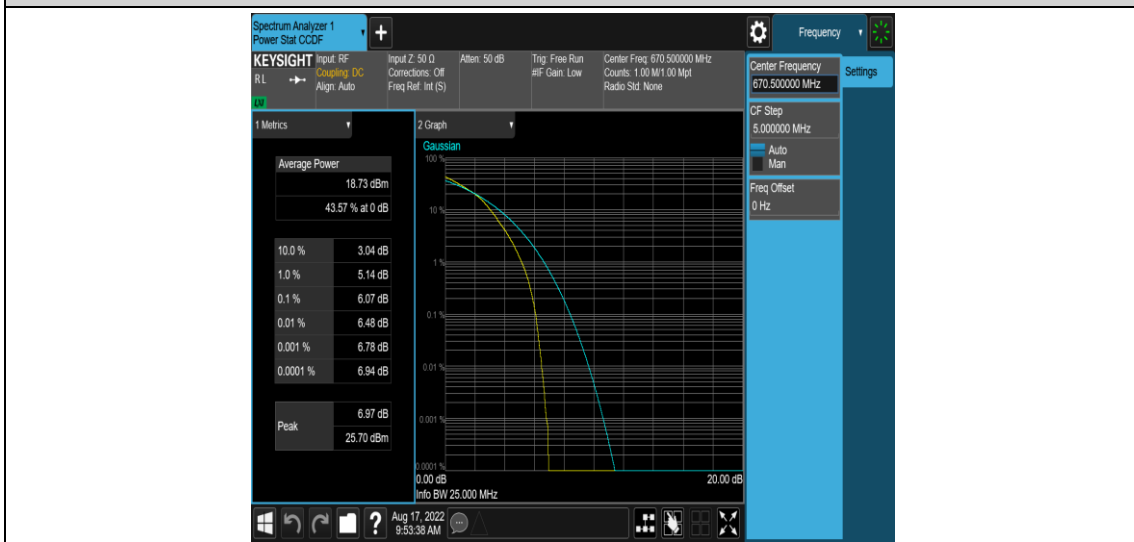 Spectrum Analyzer 1
Power Stat CCDF
+
Frequency
KEYSIGHT
RL
LXI
Input: RF
Coupling: DC
Align: Auto
Input Z: 50 Ω
Corrections: Off
Freq Ref: Int (S)
Atten: 50 dB
Trig: Free Run
#IF Gain: Low
Center Freq: 670.500000 MHz
Counts: 1.00 M/1.00 Mpt
Radio Std: None
Center Frequency
670.500000 MHz
Settings
CF Step
5.000000 MHz
Auto
Man
Freq Offset
0 Hz
1 Metrics
Average Power
18.73 dBm
43.57 % at 0 dB
10.0 % 3.04 dB
1.0 % 5.14 dB
0.1 % 6.07 dB
0.01 % 6.48 dB
0.001 % 6.78 dB
0.0001 % 6.94 dB
Peak
6.97 dB
25.70 dBm
2 Graph
Gaussian
100 %
10 %
1 %
0.1 %
0.01 %
0.001 %
0.0001 %
0.00 dB 20.00 dB
Info BW 25.000 MHz
?
Aug 17, 2022
9:53:38 AM